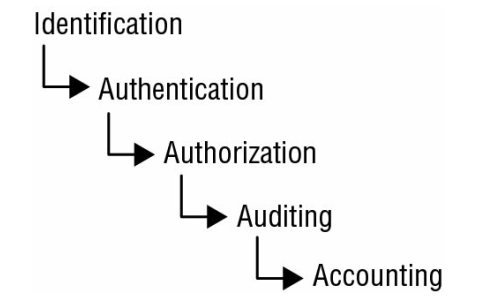 Identification
Authentication
Authorization
Auditing
Accounting